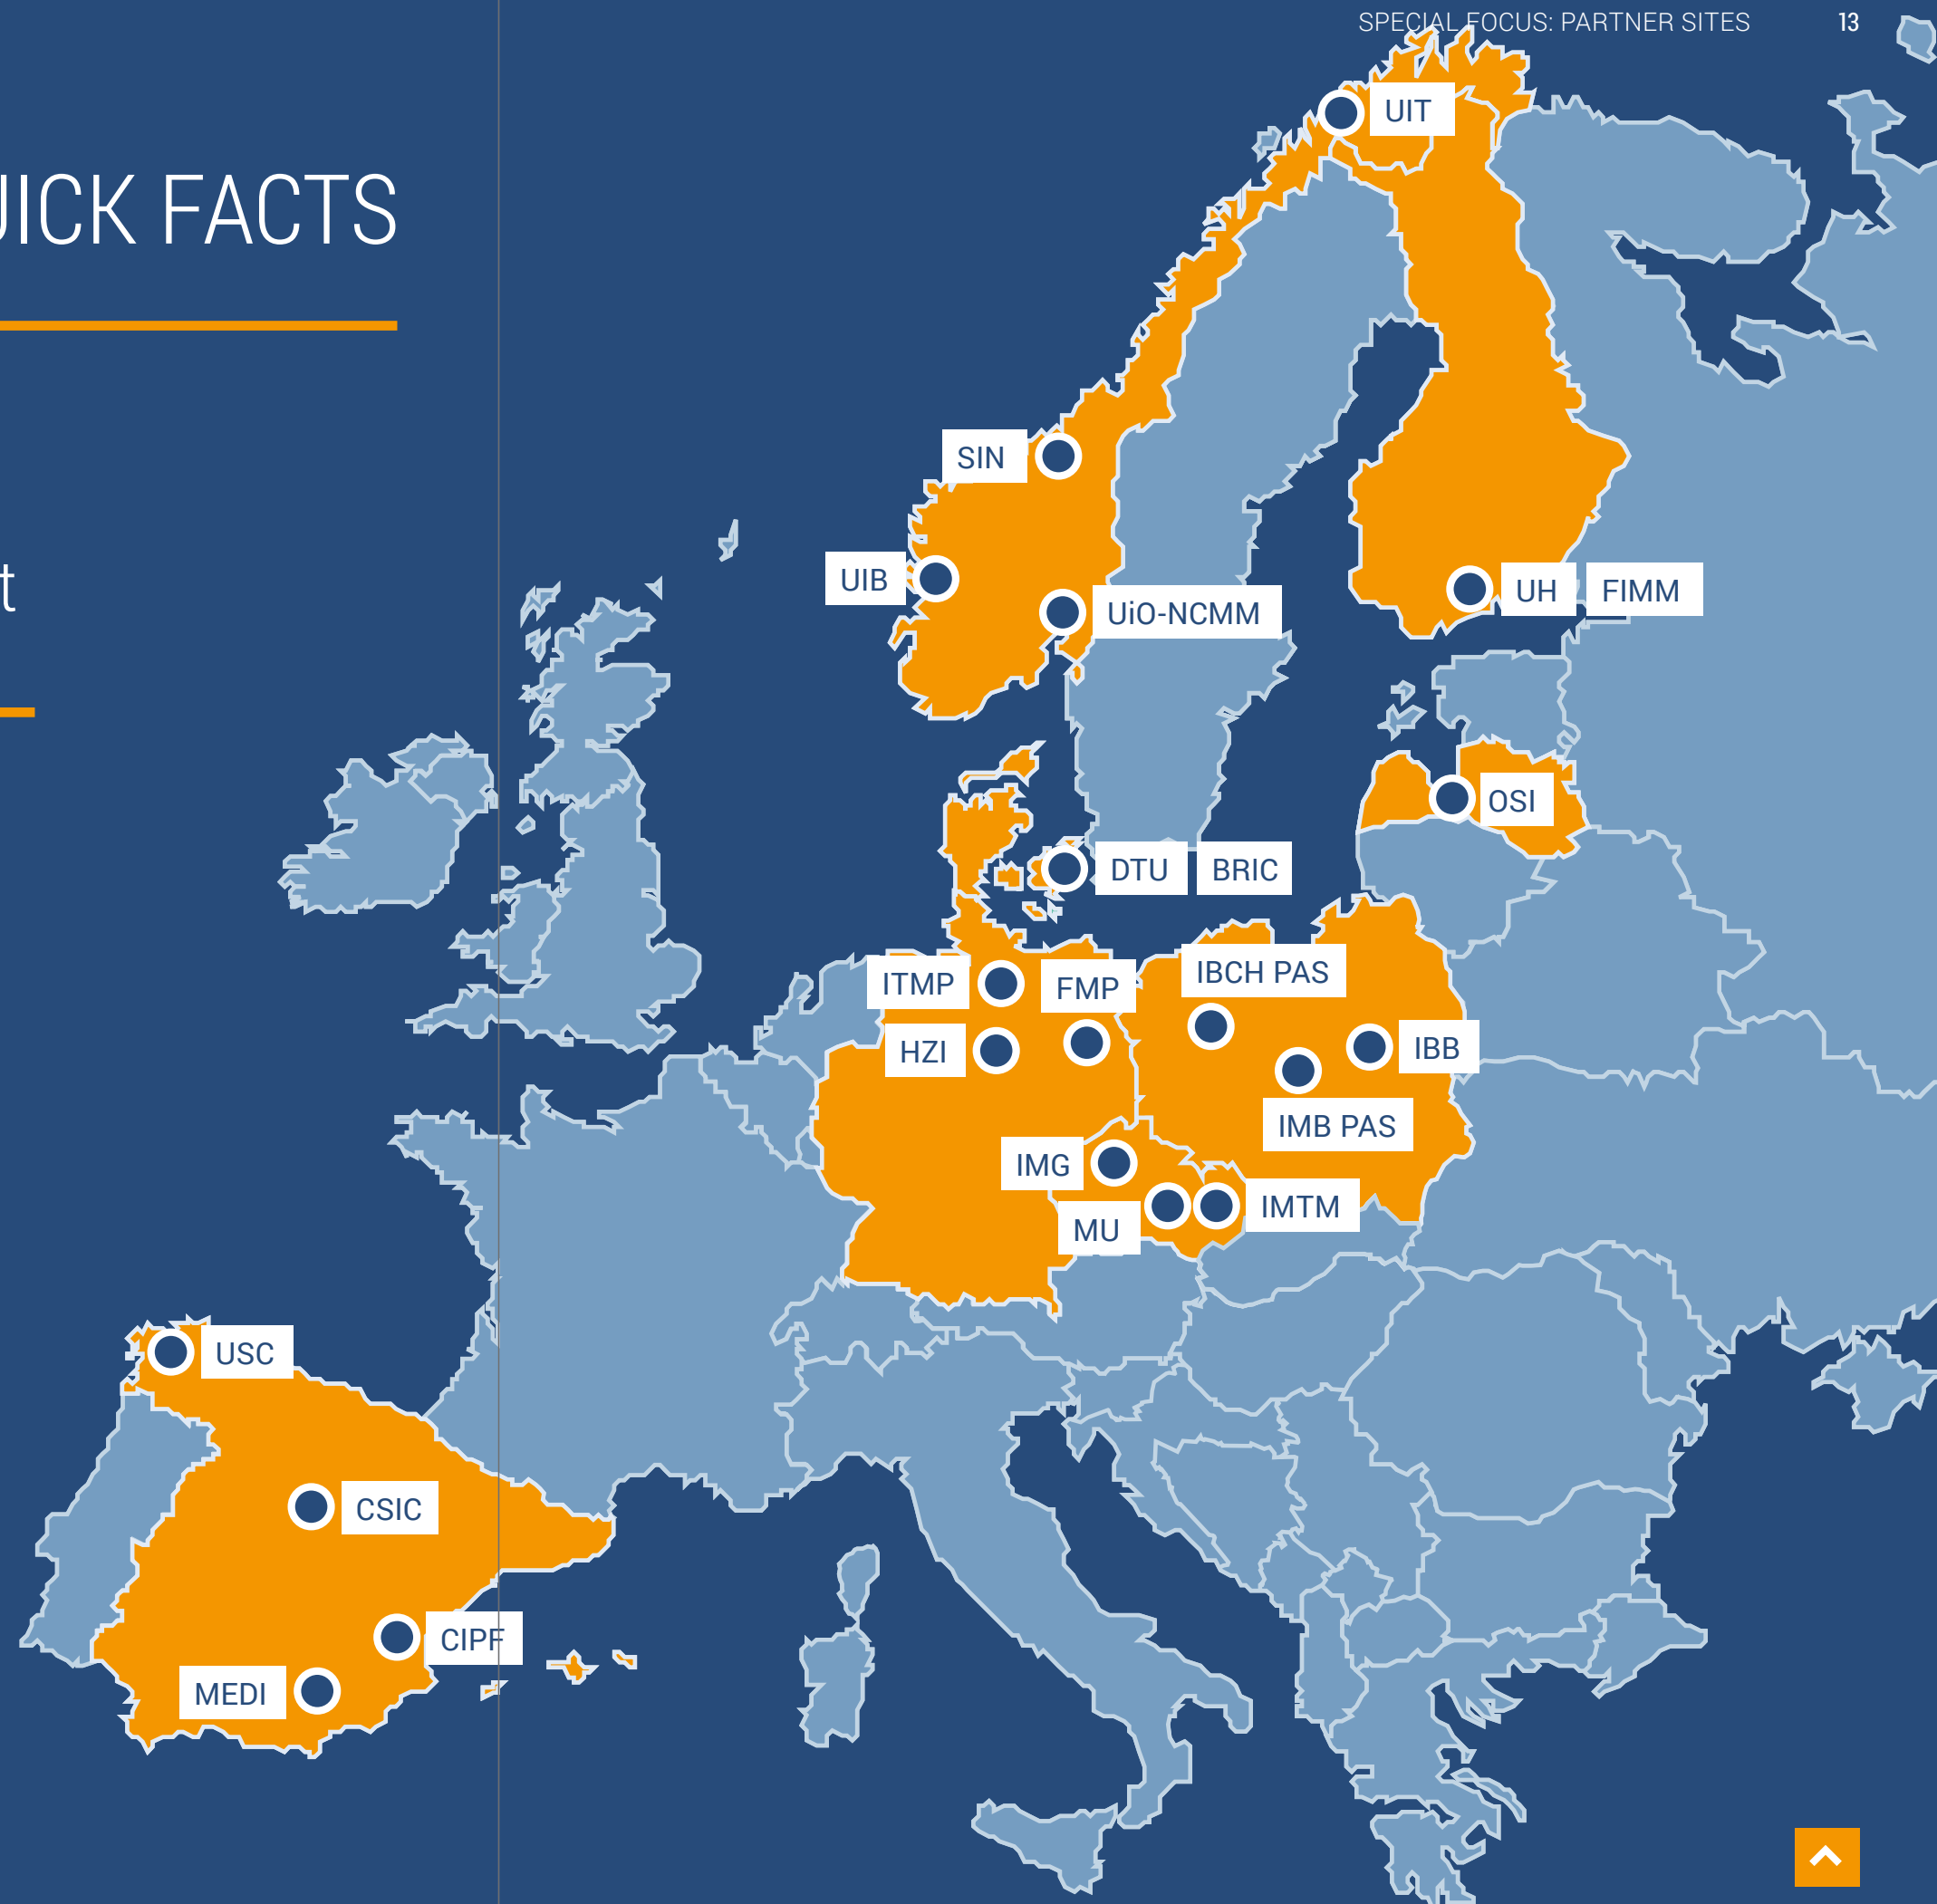 SPECIAL FOCUS: PARTNER SITES 13
UICK FACTS
t
UIT
SIN
UIB
UiO-NCMM
UH FIMM
OSI
DTU BRIC
ITMP
FMP
IBCH PAS
HZI
IBB
IMB PAS
IMG
MU
IMTM
USC
CSIC
CIPF
MEDI